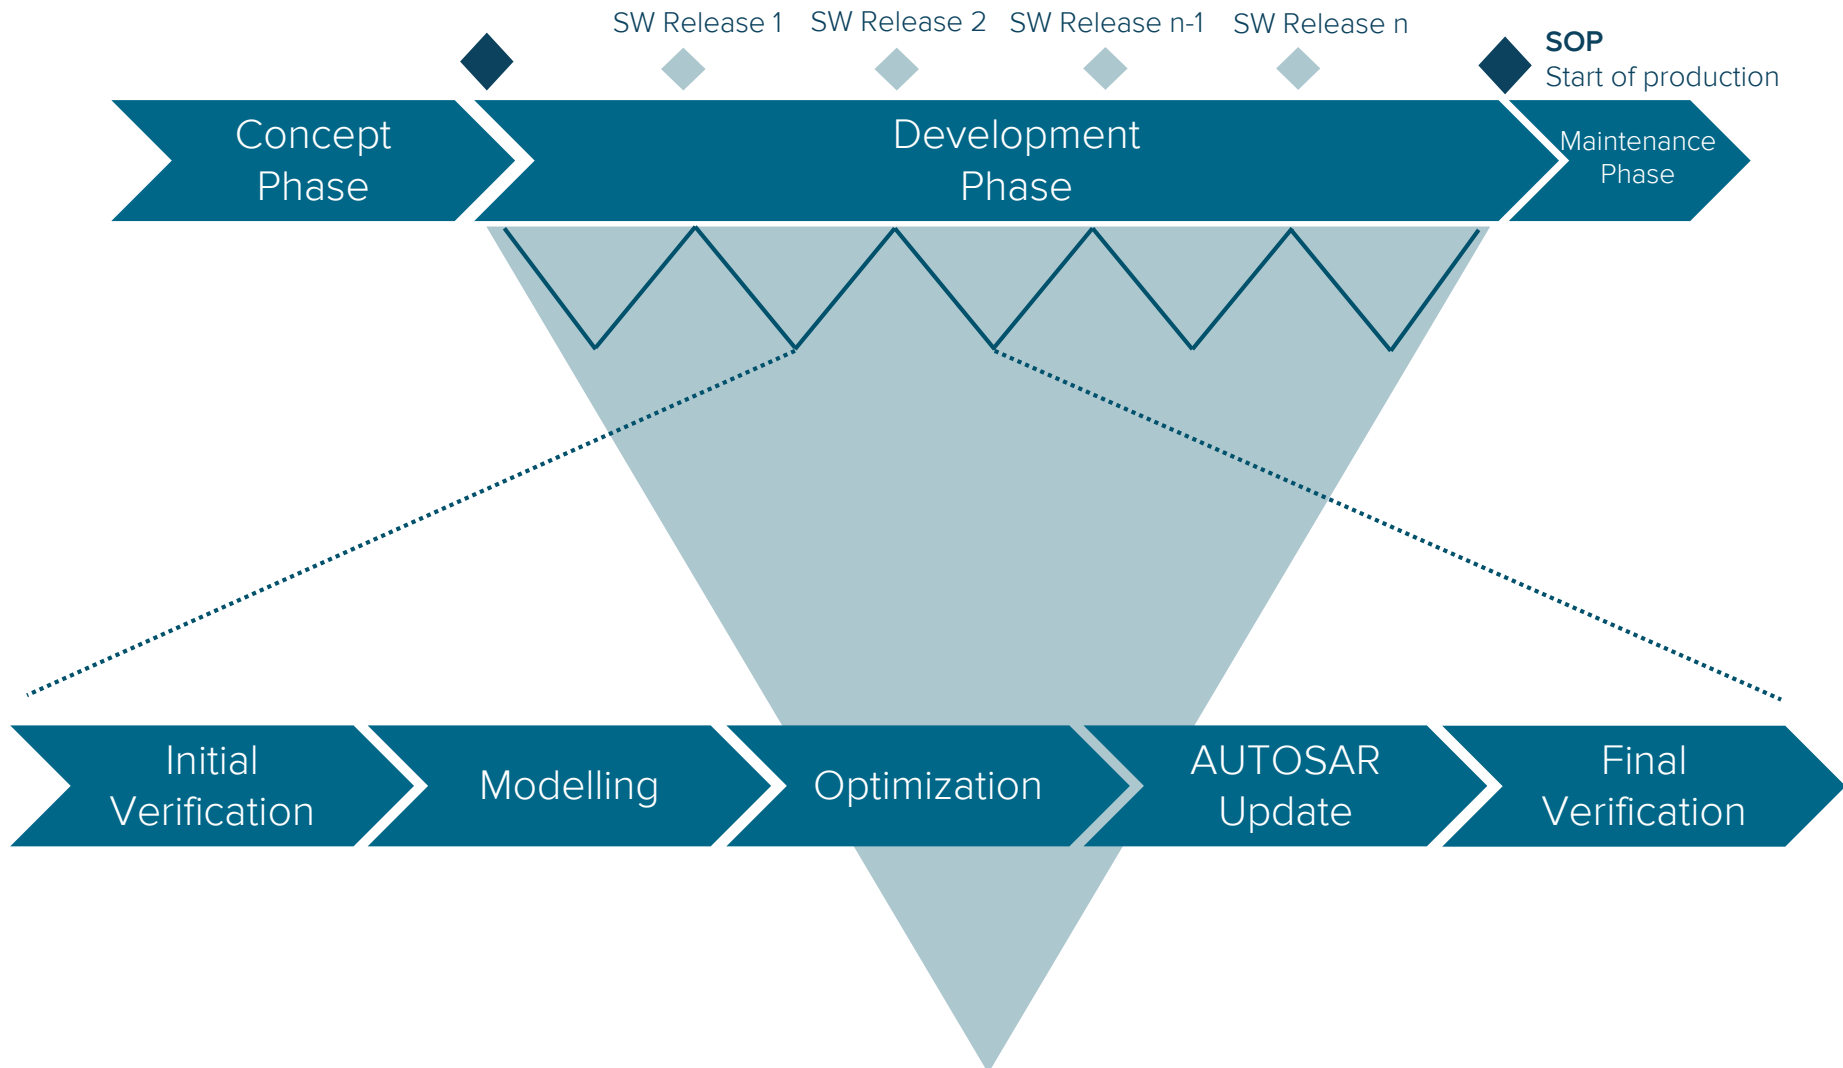 SW Release 1
SW Release 2
SW Release n-1
SW Release n
SOP
Start of production
Concept
Phase
Development
Phase
Maintenance
Phase
Initial
Verification
Modelling
Optimization
AUTOSAR
Update
Final
Verification